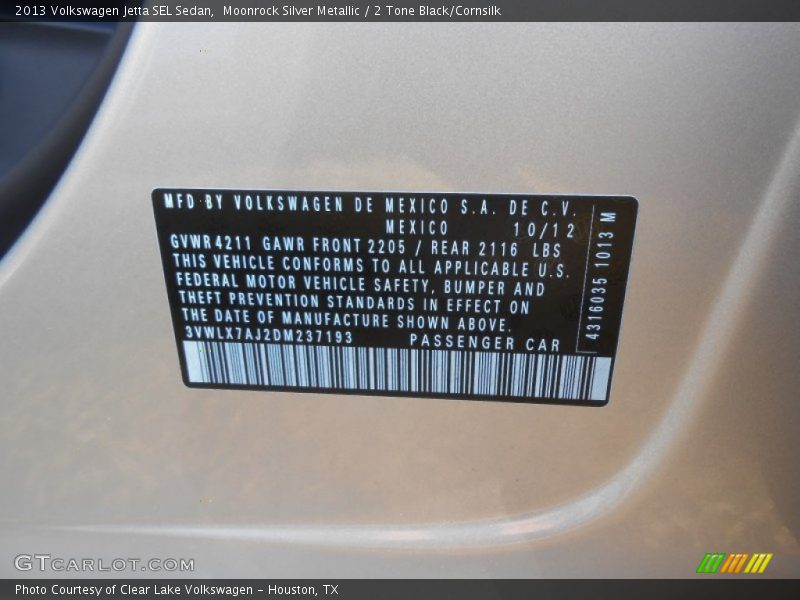 2013 Volkswagen Jetta SEL Sedan,  Moonrock Silver Metallic / 2 Tone Black/Cornsilk
MFD BY VOLKSWAGEN DE MEXICO S.A. DE C.V.
MEXICO 10/12
GVWR 4211 GAWR FRONT 2205 / REAR 2116 LBS
THIS VEHICLE CONFORMS TO ALL APPLICABLE U.S.
FEDERAL MOTOR VEHICLE SAFETY, BUMPER AND
THEFT PREVENTION STANDARDS IN EFFECT ON
THE DATE OF MANUFACTURE SHOWN ABOVE.
3VWLX7AJ2DM237193 PASSENGER CAR
4316035 1013 M
GTCARLOT.COM
Photo Courtesy of Clear Lake Volkswagen – Houston, TX